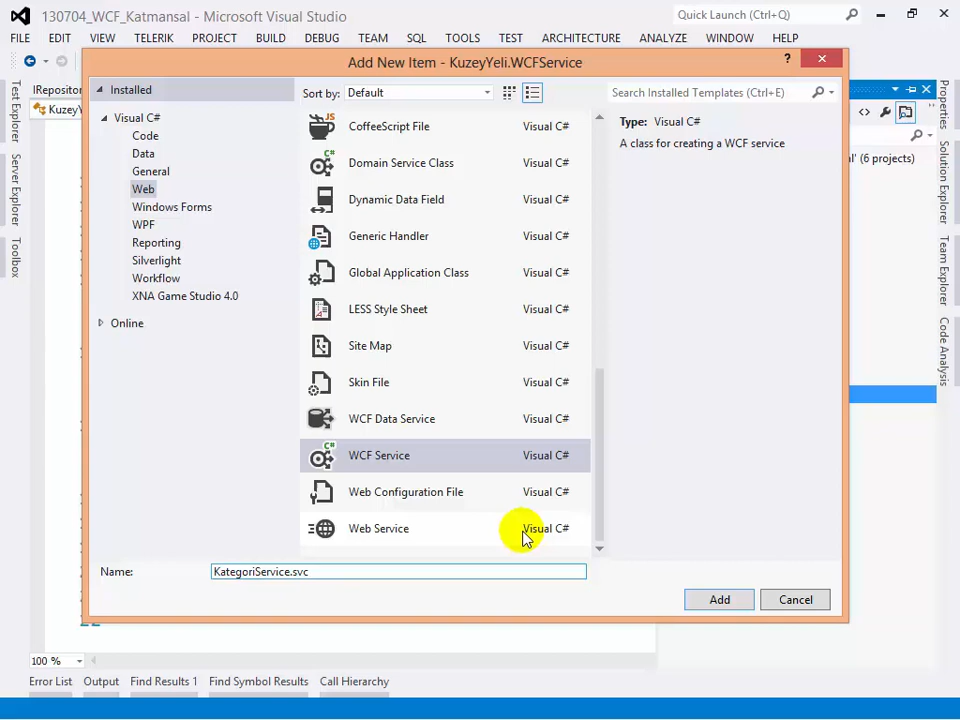 130704_WCF_Katmansal - Microsoft Visual Studio
Quick Launch (Ctrl+Q)
FILE EDIT VIEW TELERIK PROJECT BUILD DEBUG TEAM SQL TOOLS TEST ARCHITECTURE ANALYZE WINDOW HELP
Add New Item - KuzeyYeli.WCFService
?
IRepositor
KuzeyY
Test Explorer
Server Explorer
Toolbox
Installed
Visual C#
Code
Data
General
Web
Windows Forms
WPF
Reporting
Silverlight
Workflow
XNA Game Studio 4.0
Online
Sort by: Default
Search Installed Templates (Ctrl+E)
CoffeeScript File Visual C#
Domain Service Class Visual C#
Dynamic Data Field Visual C#
Generic Handler Visual C#
Global Application Class Visual C#
LESS Style Sheet Visual C#
Site Map Visual C#
Skin File Visual C#
WCF Data Service Visual C#
WCF Service Visual C#
Web Configuration File Visual C#
Web Service Visual C#
Type: Visual C#
A class for creating a WCF service
Name: KategoriService.svc
Add
Cancel
al' (6 projects)
Properties
Solution Explorer
Team Explorer
Code Analysis
100 %
Error List Output Find Results 1 Find Symbol Results Call Hierarchy